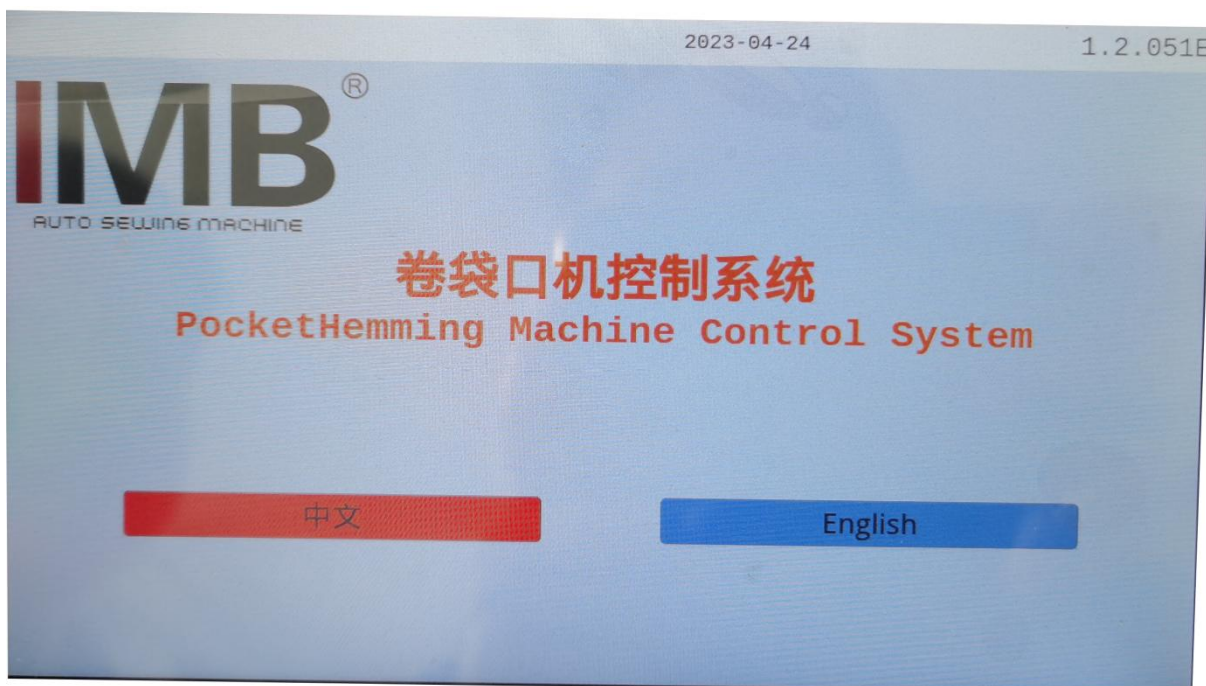 2023-04-24 1.2.051E
IMB®
AUTO SEWING MACHINE
卷袋口机控制系统
PocketHemming Machine Control System
中文 English